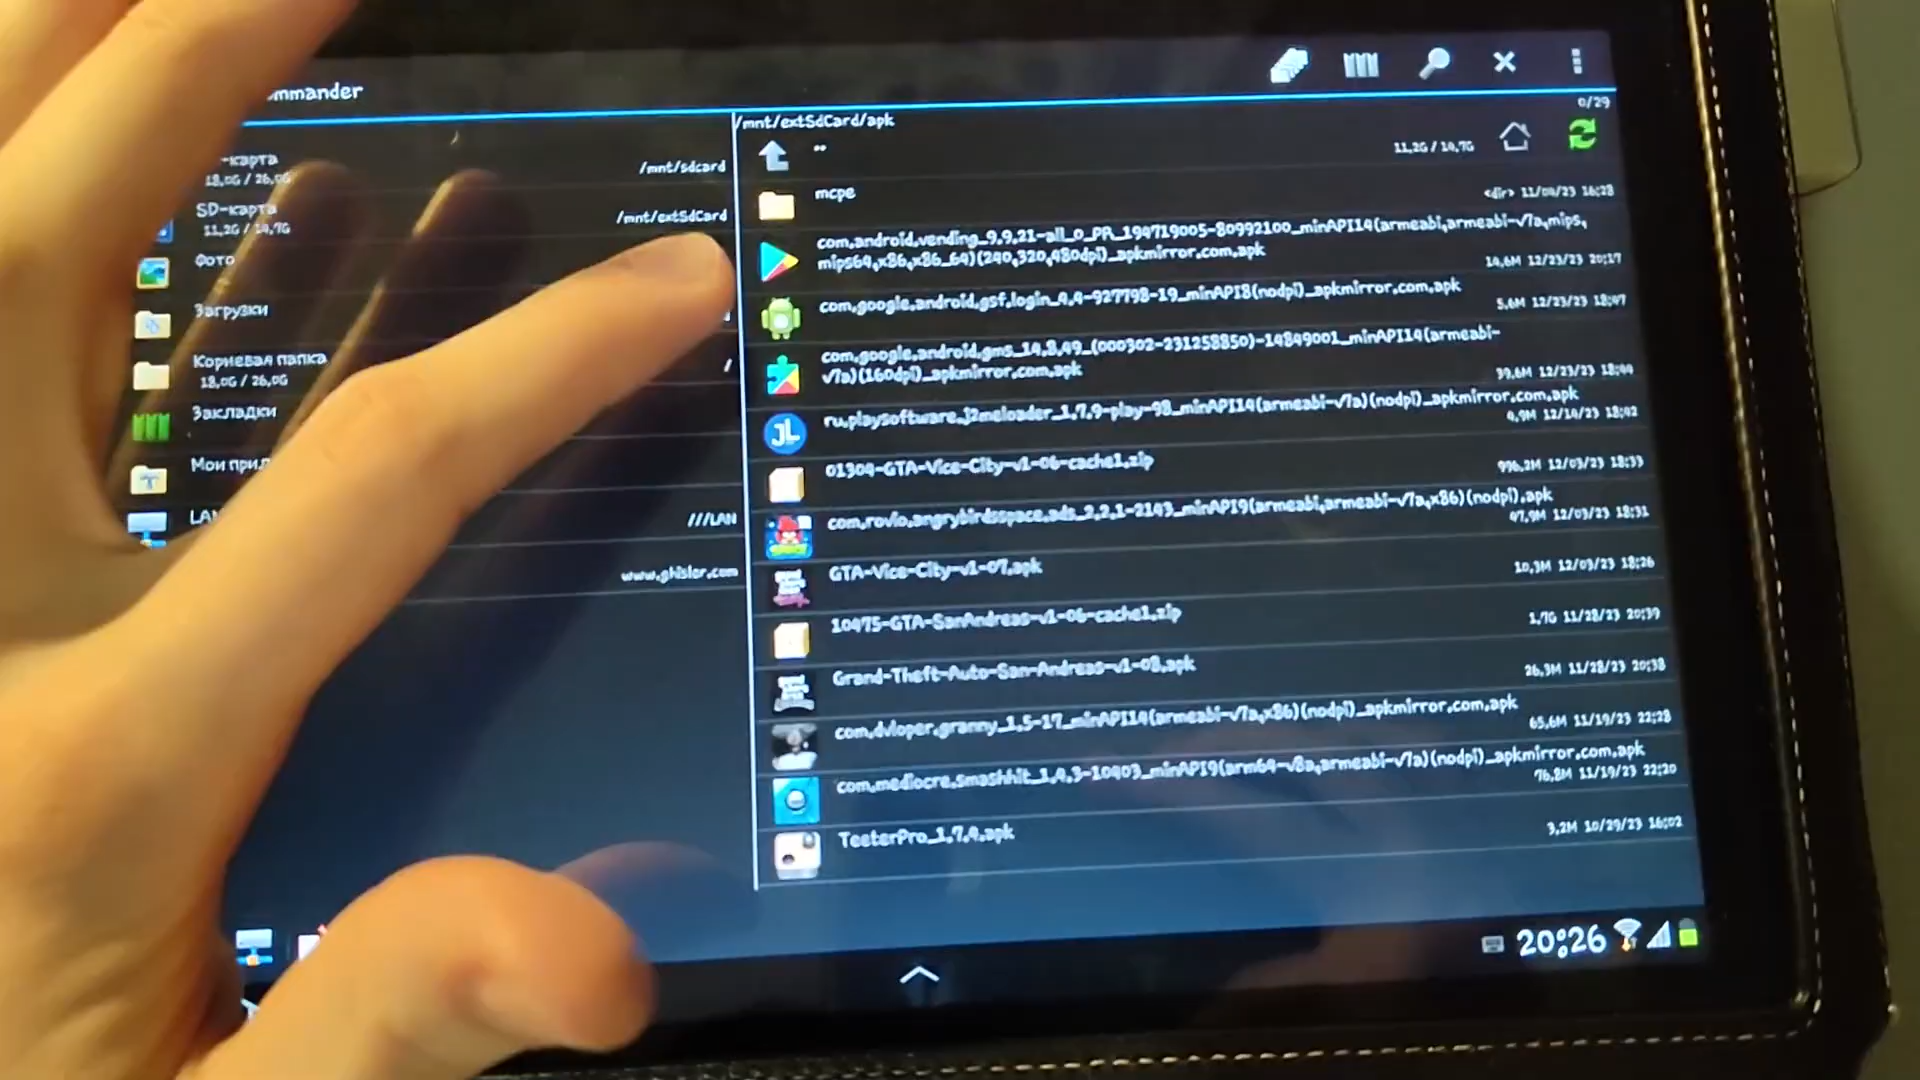 ommander
-карта
18,0G / 26,0G
/mnt/sdcard
SD-карта
11,2G / 14,7G
/mnt/extSdCard
Фото
Загрузки
Корневая папка
18,0G / 26,0G
/
Закладки
Мои при
LAN
///LAN
www.ghisler.com
0/29
/mnt/extSdCard/apk
..
11,2G / 14,7G
mcpe
<dir> 11/04/23 16:28
com.android.vending_9.9.21-all_0_PR_194719005-80992100_minAPI14(armeabi,armeabi-v7a,mips,
mips64,x86,x86_64)(240,320,480dpi)_apkmirror.com.apk
14,6M 12/23/23 20:17
com.google.android.gsf.login_4.4-927798-19_minAPI8(nodpi)_apkmirror.com.apk
5,6M 12/23/23 18:47
com.google.android.gms_14.8.49_(000302-231258850)-14849001_minAPI14(armeabi-
v7a)(160dpi)_apkmirror.com.apk
39,6M 12/23/23 18:44
ru.playsoftware.j2meloader_1.7.9-play-98_minAPI14(armeabi-v7a)(nodpi)_apkmirror.com.apk
4,9M 12/14/23 18:42
01304-GTA-Vice-City-v1-06-cache1.zip
996,2M 12/03/23 18:33
com.rovio.angrybirdsspace.ads_2.2.1-2143_minAPI9(armeabi,armeabi-v7a,x86)(nodpi).apk
47,9M 12/03/23 18:31
GTA-Vice-City-v1-07.apk
10,3M 12/03/23 18:26
10475-GTA-SanAndreas-v1-06-cache1.zip
1,7G 11/28/23 20:39
Grand-Theft-Auto-San-Andreas-v1-08.apk
26,3M 11/28/23 20:38
com.dvloper.granny_1.5-17_minAPI14(armeabi-v7a,x86)(nodpi)_apkmirror.com.apk
65,6M 11/19/23 22:28
com.mediocre.smashhit_1.4.3-10403_minAPI9(arm64-v8a,armeabi-v7a)(nodpi)_apkmirror.com.apk
76,8M 11/19/23 22:20
TeeterPro_1.7.4.apk
3,2M 10/29/23 16:02
20:26